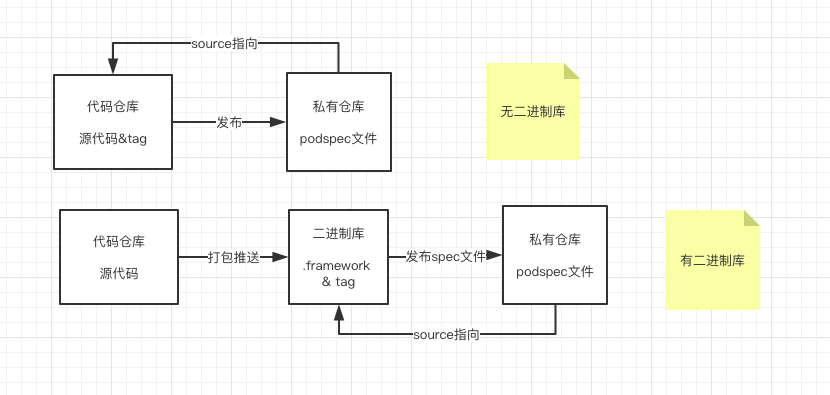 source指向
代码仓库
源代码&tag
发布
私有仓库
podspec文件
无二进制库
代码仓库
源代码
打包推送
二进制库
.framework
& tag
发布spec文件
私有仓库
podspec文件
source指向
有二进制库